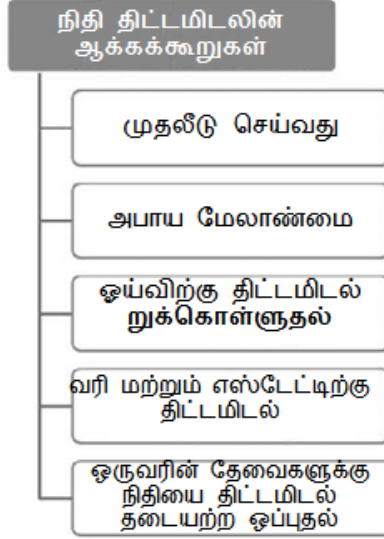 நிதி திட்டமிடலின்
ஆக்கக்கூறுகள்
முதலீடு செய்வது
அபாய மேலாண்மை
ஓய்விற்கு திட்டமிடல்
றுக்கொள்ளுதல்
வரி மற்றும் எஸ்டேட்டிற்கு
திட்டமிடல்
ஒருவரின் தேவைகளுக்கு
நிதியை திட்டமிடல்
தடையற்ற ஒப்புதல்